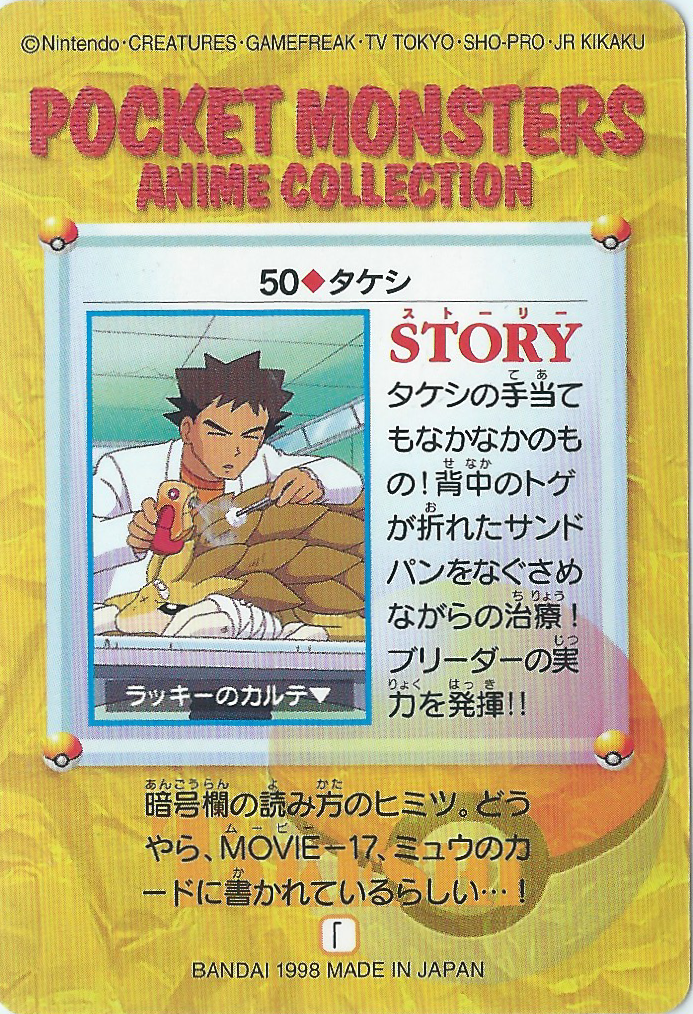 ©Nintendo・CREATURES・GAMEFREAK・TV TOKYO・SHO-PRO・JR KIKAKU
POCKET MONSTERS
ANIME COLLECTION
50◆タケシ
ストーリー
STORY
タケシの手当て
もなかなかのも
の!背中のトゲ
が折れたサンド
パンをなぐさめ
ながらの治療!
ブリーダーの実
力を発揮!!
ラッキーのカルテ▼
暗号欄の読み方のヒミツ。どう
やら、MOVIE−17、ミュウのカ
ードに書かれているらしい…!
「
BANDAI 1998 MADE IN JAPAN